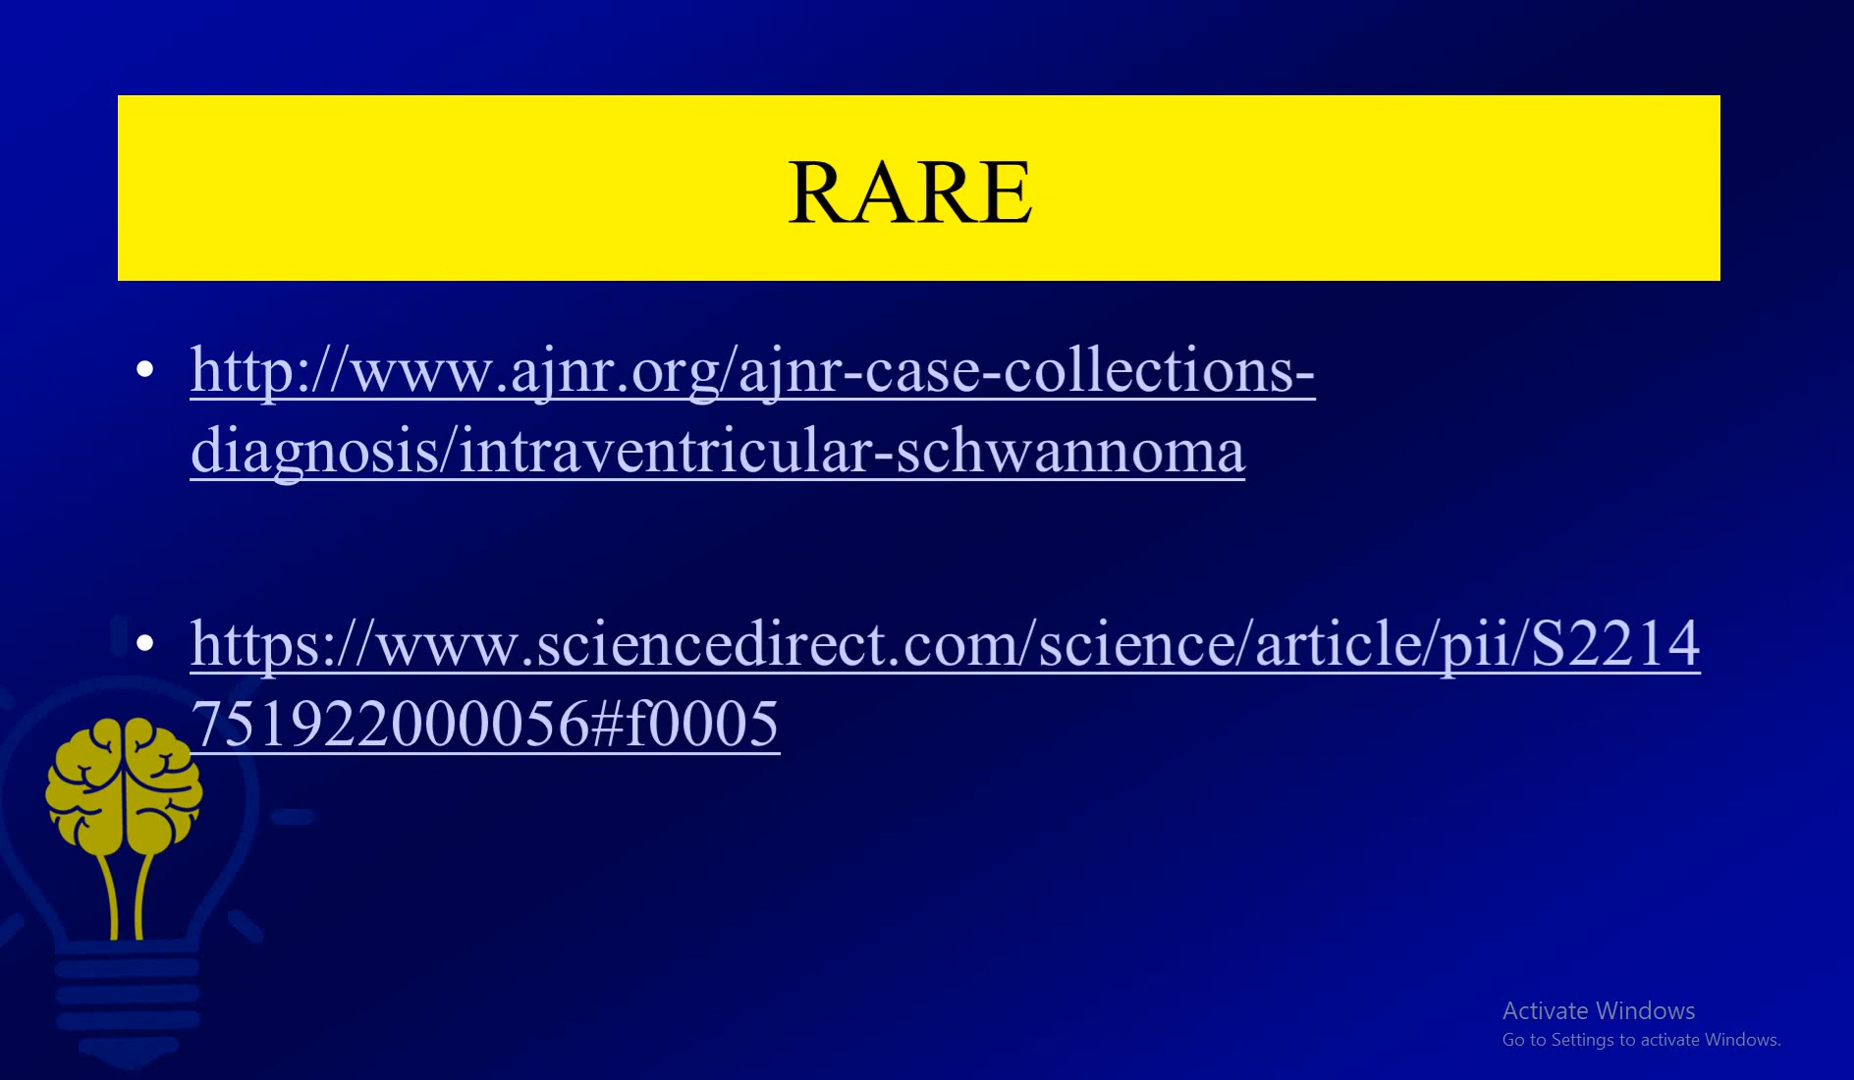 RARE
• http://www.ajnr.org/ajnr-case-collections-
diagnosis/intraventricular-schwannoma
• https://www.sciencedirect.com/science/article/pii/S2214
751922000056#f0005
Activate Windows
Go to Settings to activate Windows.